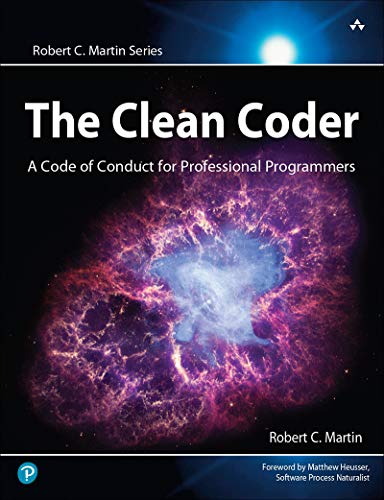 Robert C. Martin Series
The Clean Coder
A Code of Conduct for Professional Programmers
Robert C. Martin
Foreword by Matthew Heusser,
Software Process Naturalist
P